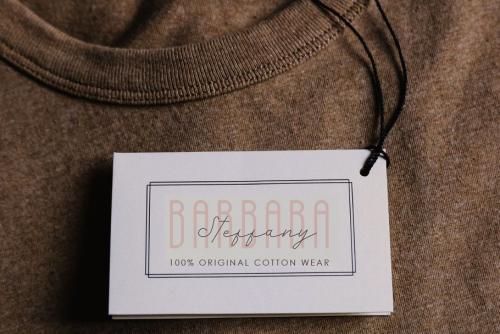 BARBARA
Steffany
100% ORIGINAL COTTON WEAR